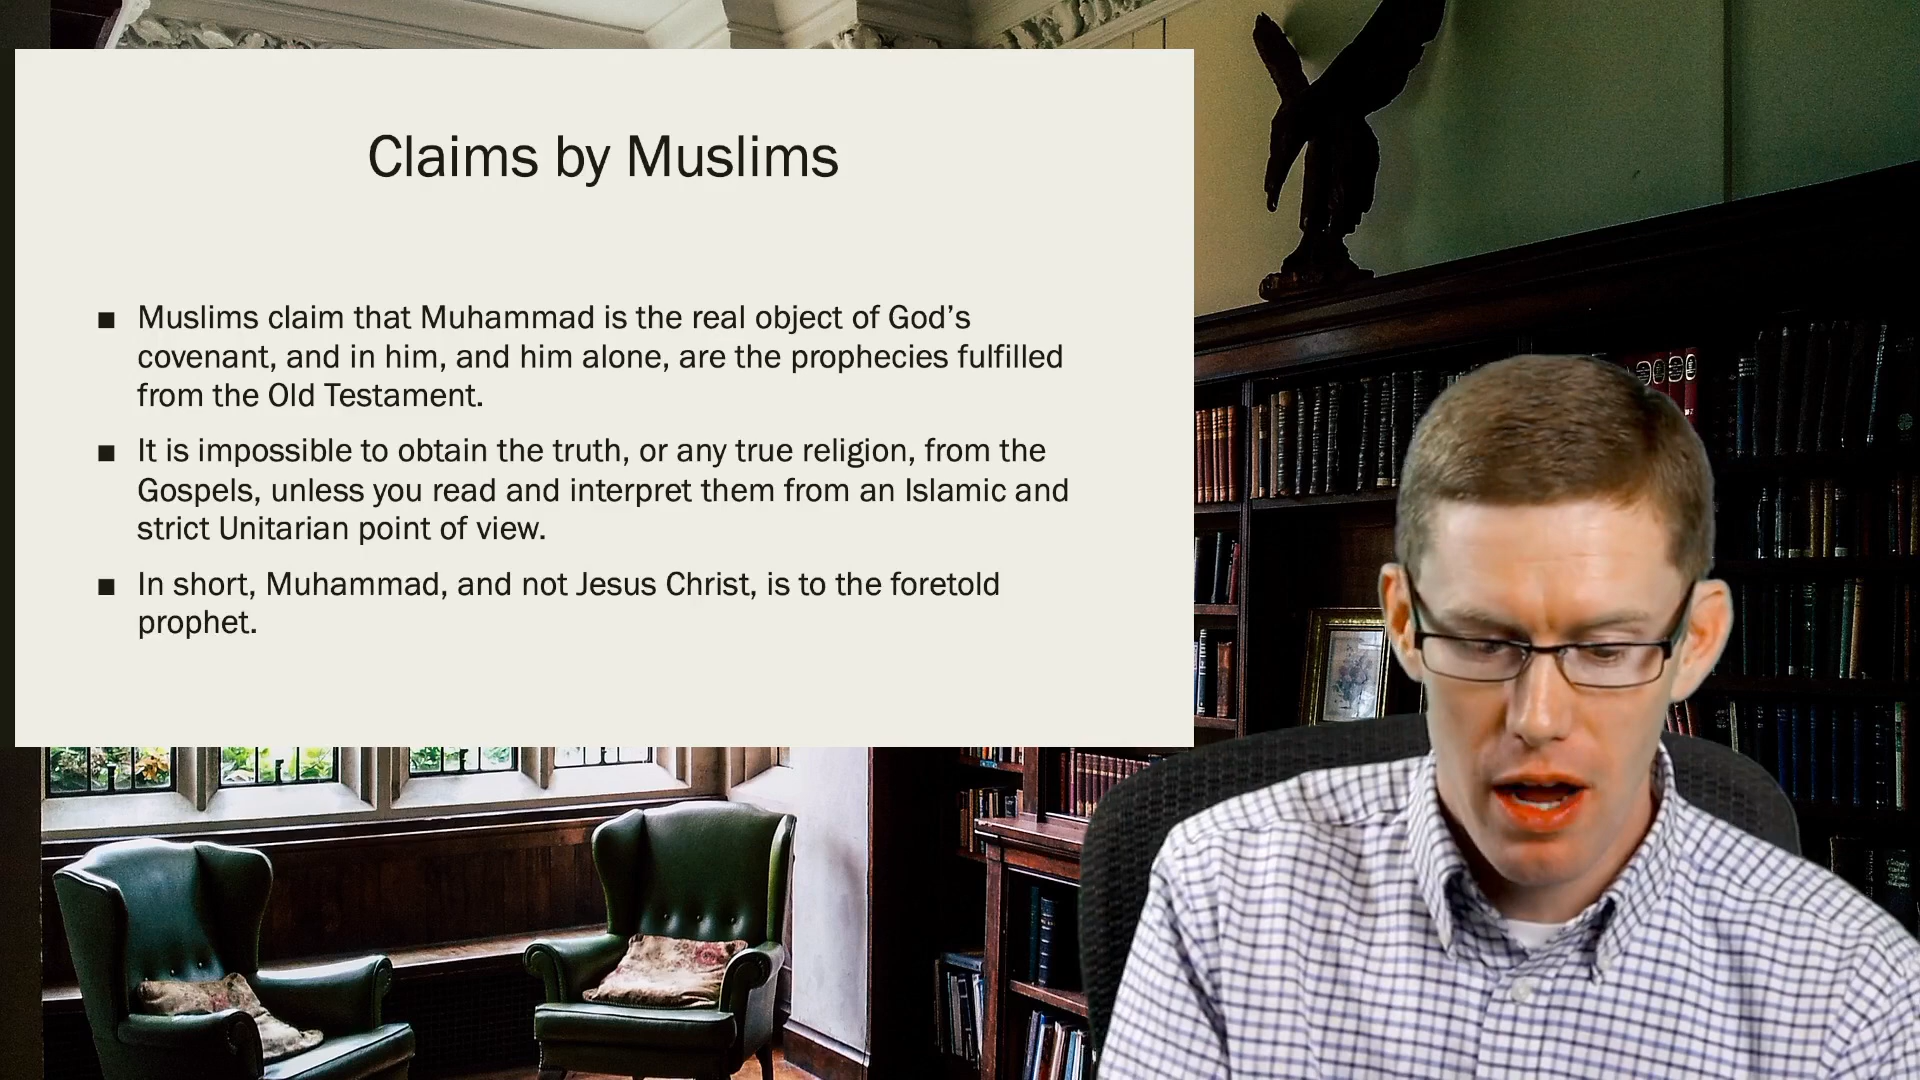 Claims by Muslims
■ Muslims claim that Muhammad is the real object of God’s
covenant, and in him, and him alone, are the prophecies fulfilled
from the Old Testament.
■ It is impossible to obtain the truth, or any true religion, from the
Gospels, unless you read and interpret them from an Islamic and
strict Unitarian point of view.
■ In short, Muhammad, and not Jesus Christ, is to the foretold
prophet.